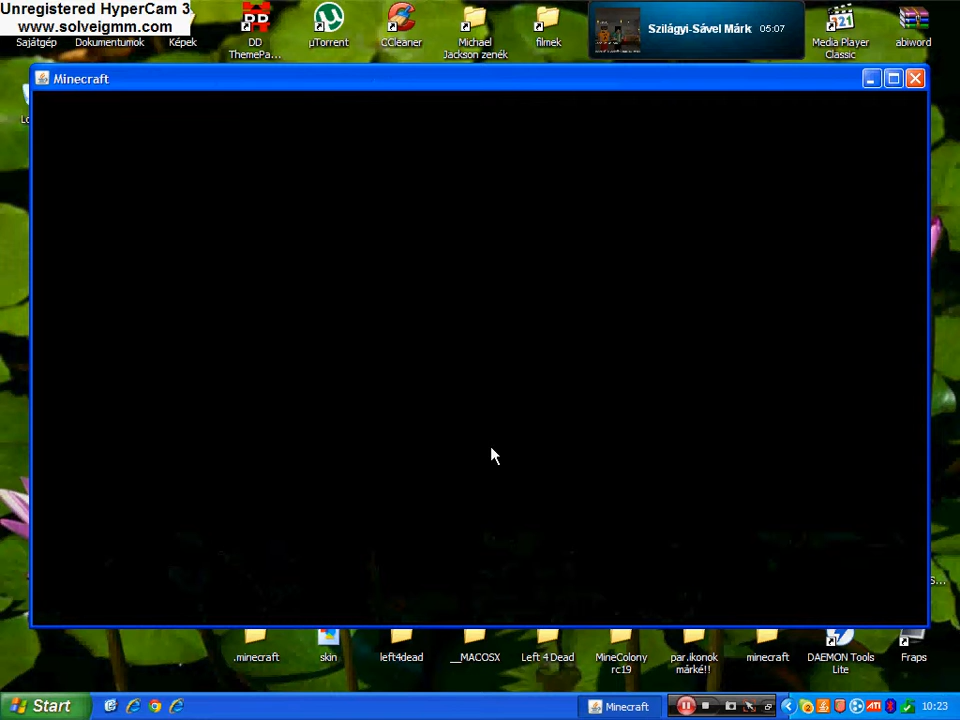 Unregistered HyperCam 3
www.solveigmm.com
Sajátgép
Dokumentumok
Képek
DD
ThemePa...
µTorrent
CCleaner
Michael
Jackson zenék
filmek
Szilágyi-Sável Márk 05:07
321
Media Player
Classic
abiword
Minecraft
.minecraft
skin
left4dead
__MACOSX
Left 4 Dead
MineColony
rc19
par.ikonok
márké!!
minecraft
DAEMON Tools
Lite
Fraps
Start
Minecraft
ATI
10:23